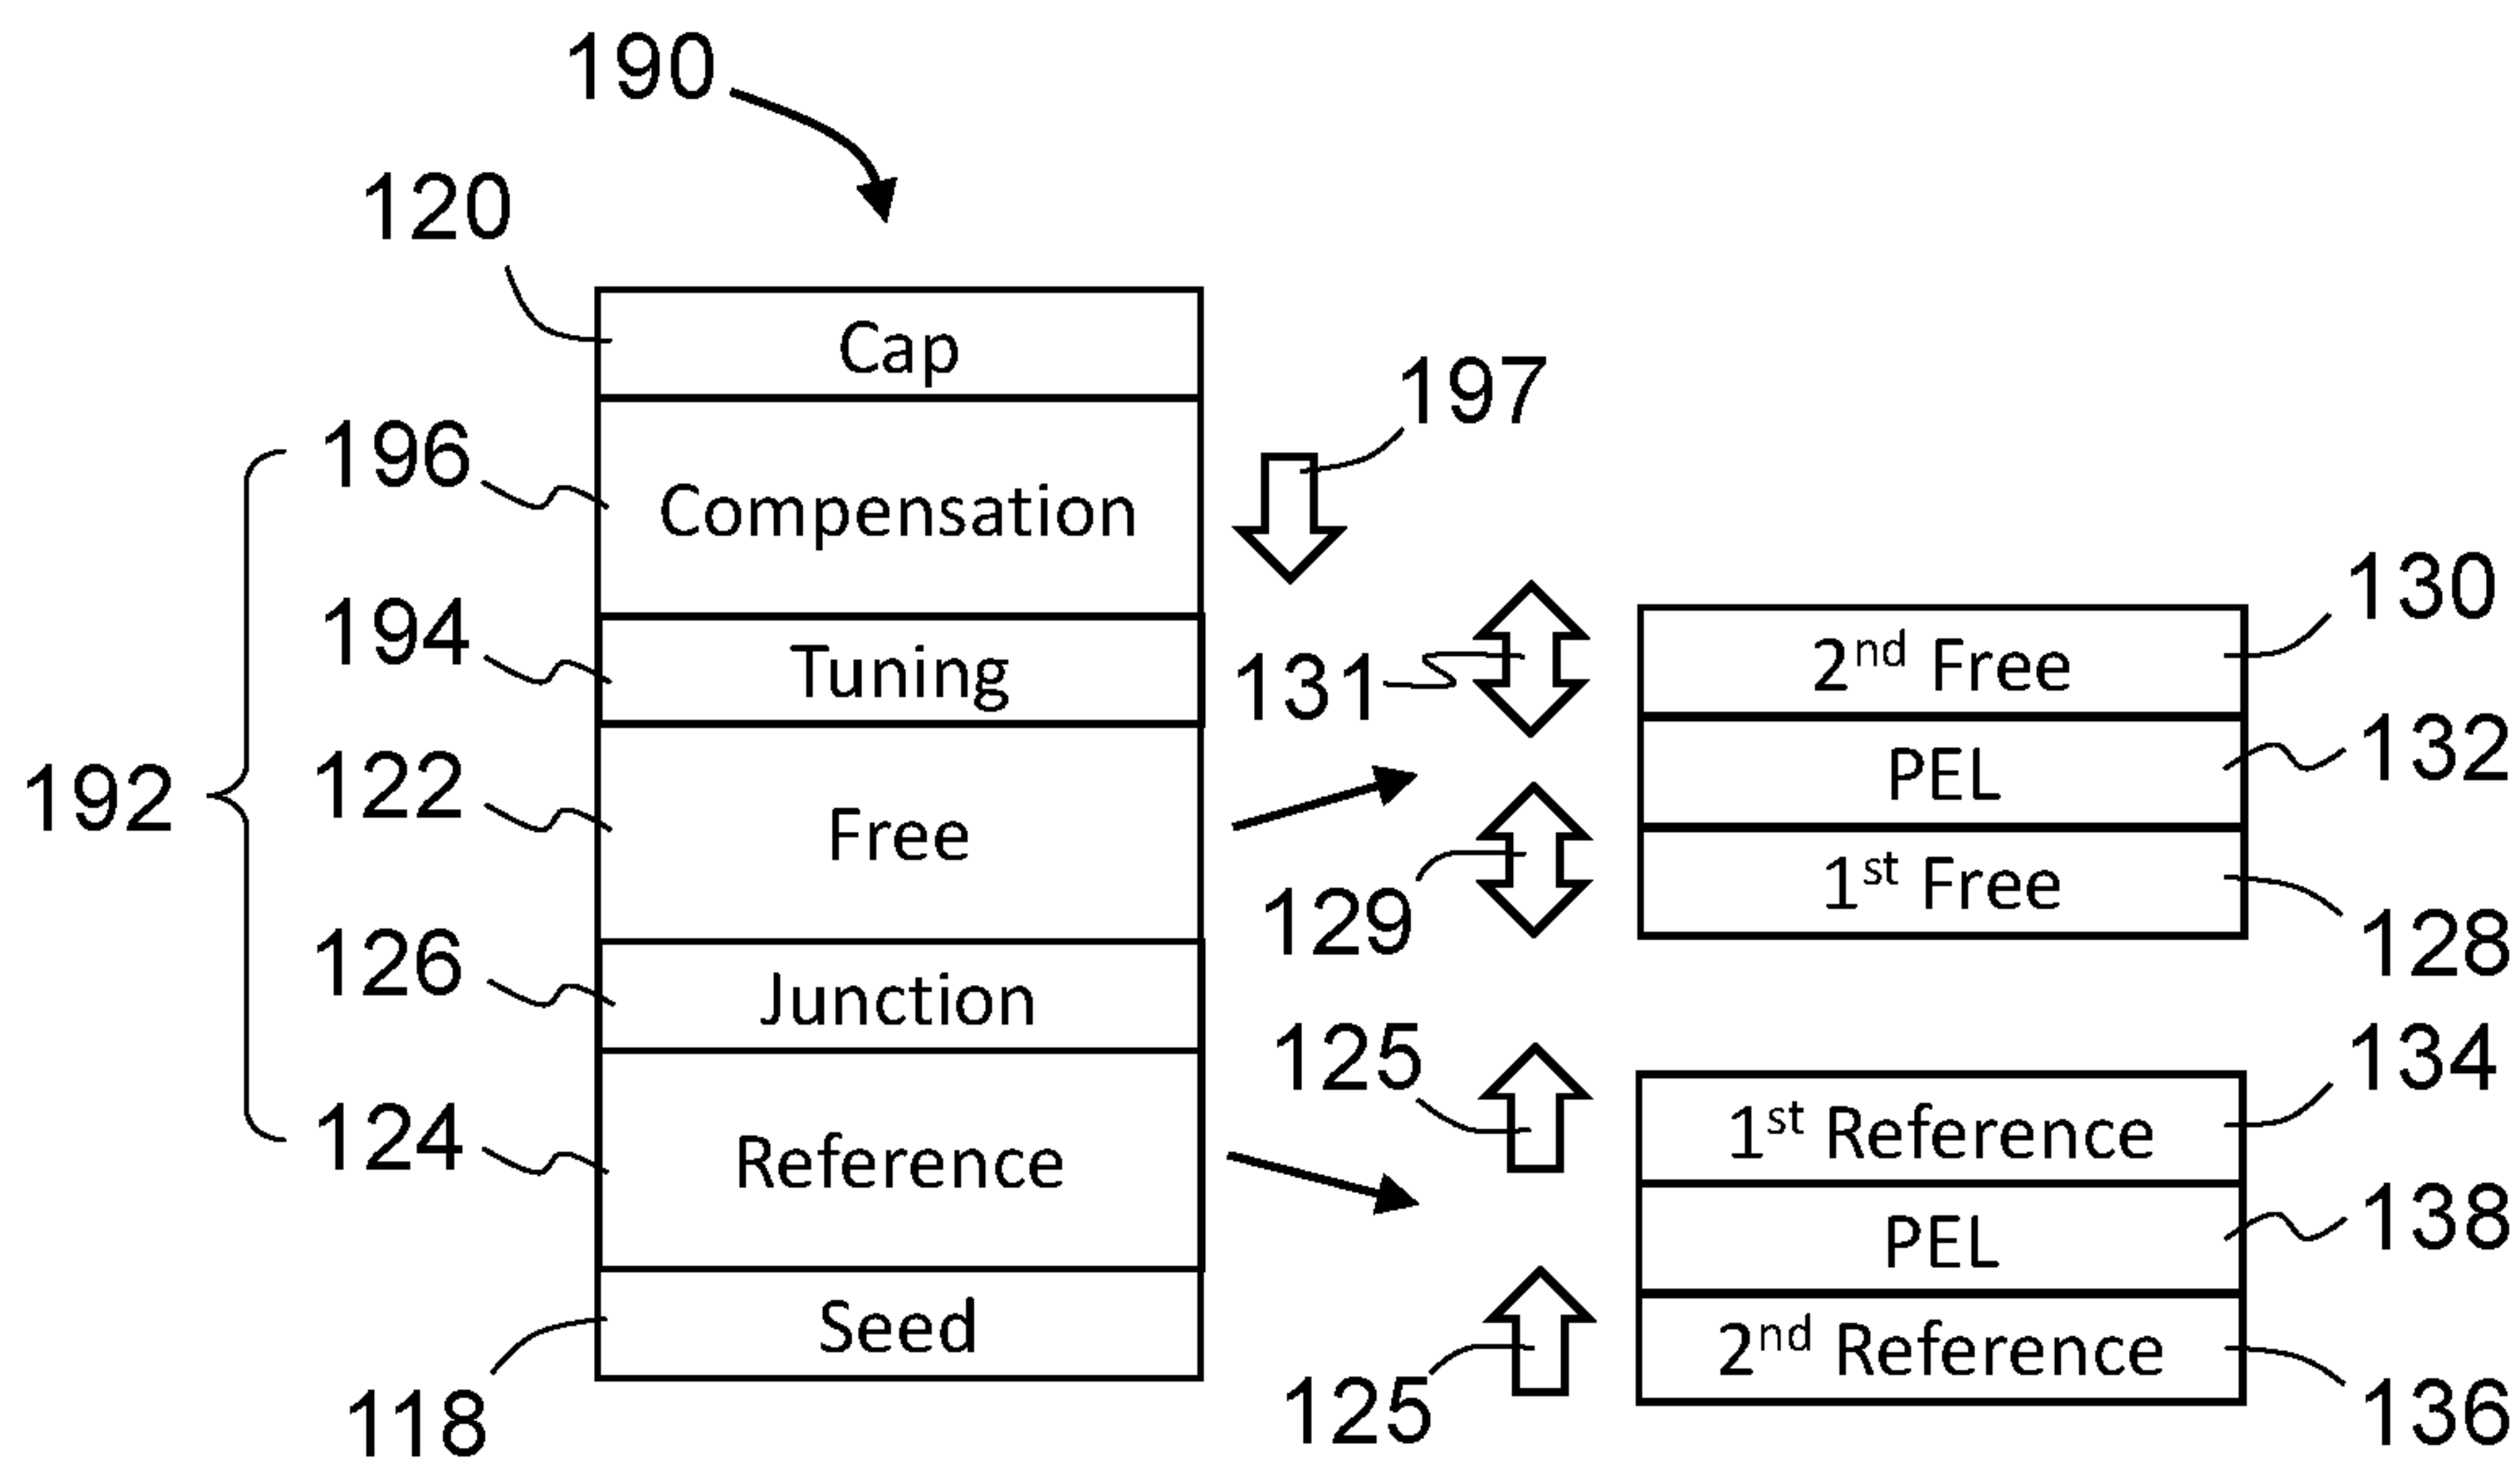 190
120
Cap
197
196
Compensation
130
194
Tuning
131
2nd Free
132
122
192
Free
PEL
129
1st Free
128
126
Junction
125
134
124
Reference
1st Reference
138
PEL
Seed
2nd Reference
118
125
136